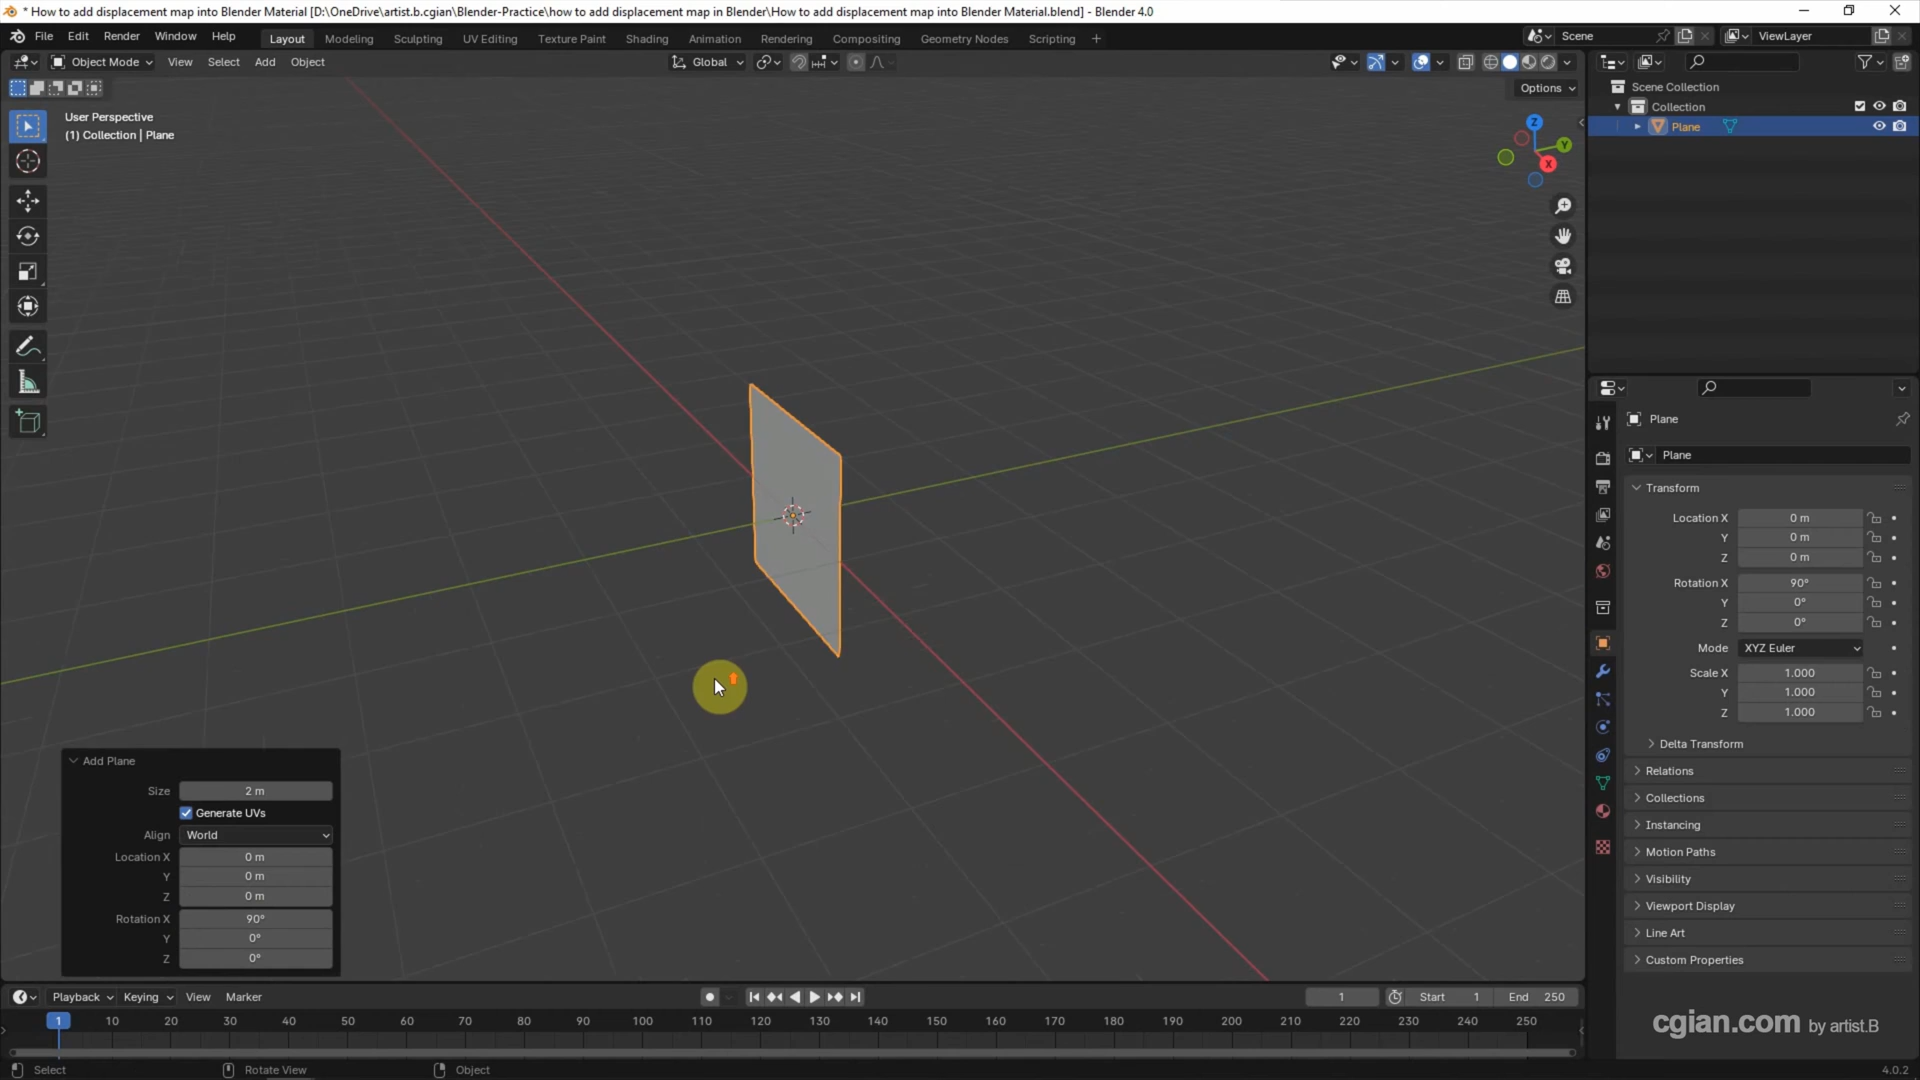 * How to add displacement map into Blender Material [D:\OneDrive\artist.b.cgian\Blender-Practice\how to add displacement map in Blender\How to add displacement map into Blender Material.blend] - Blender 4.0
File Edit Render Window Help Layout Modeling Sculpting UV Editing Texture Paint Shading Animation Rendering Compositing Geometry Nodes Scripting + Scene ViewLayer
Object Mode View Select Add Object Global
Options
User Perspective
(1) Collection | Plane
Z
Y
X
Scene Collection
Collection
Plane
Plane
Plane
Transform
Location X 0 m
Y 0 m
Z 0 m
Rotation X 90°
Y 0°
Z 0°
Mode XYZ Euler
Scale X 1.000
Y 1.000
Z 1.000
Delta Transform
Relations
Collections
Instancing
Motion Paths
Visibility
Viewport Display
Line Art
Custom Properties
Add Plane
Size 2 m
Generate UVs
Align World
Location X 0 m
Y 0 m
Z 0 m
Rotation X 90°
Y 0°
Z 0°
Playback Keying View Marker 1 Start 1 End 250
1 10 20 30 40 50 60 70 80 90 100 110 120 130 140 150 160 170 180 190 200 210 220 230 240 250
cgian.com by artist.B
Select Rotate View Object 4.0.2